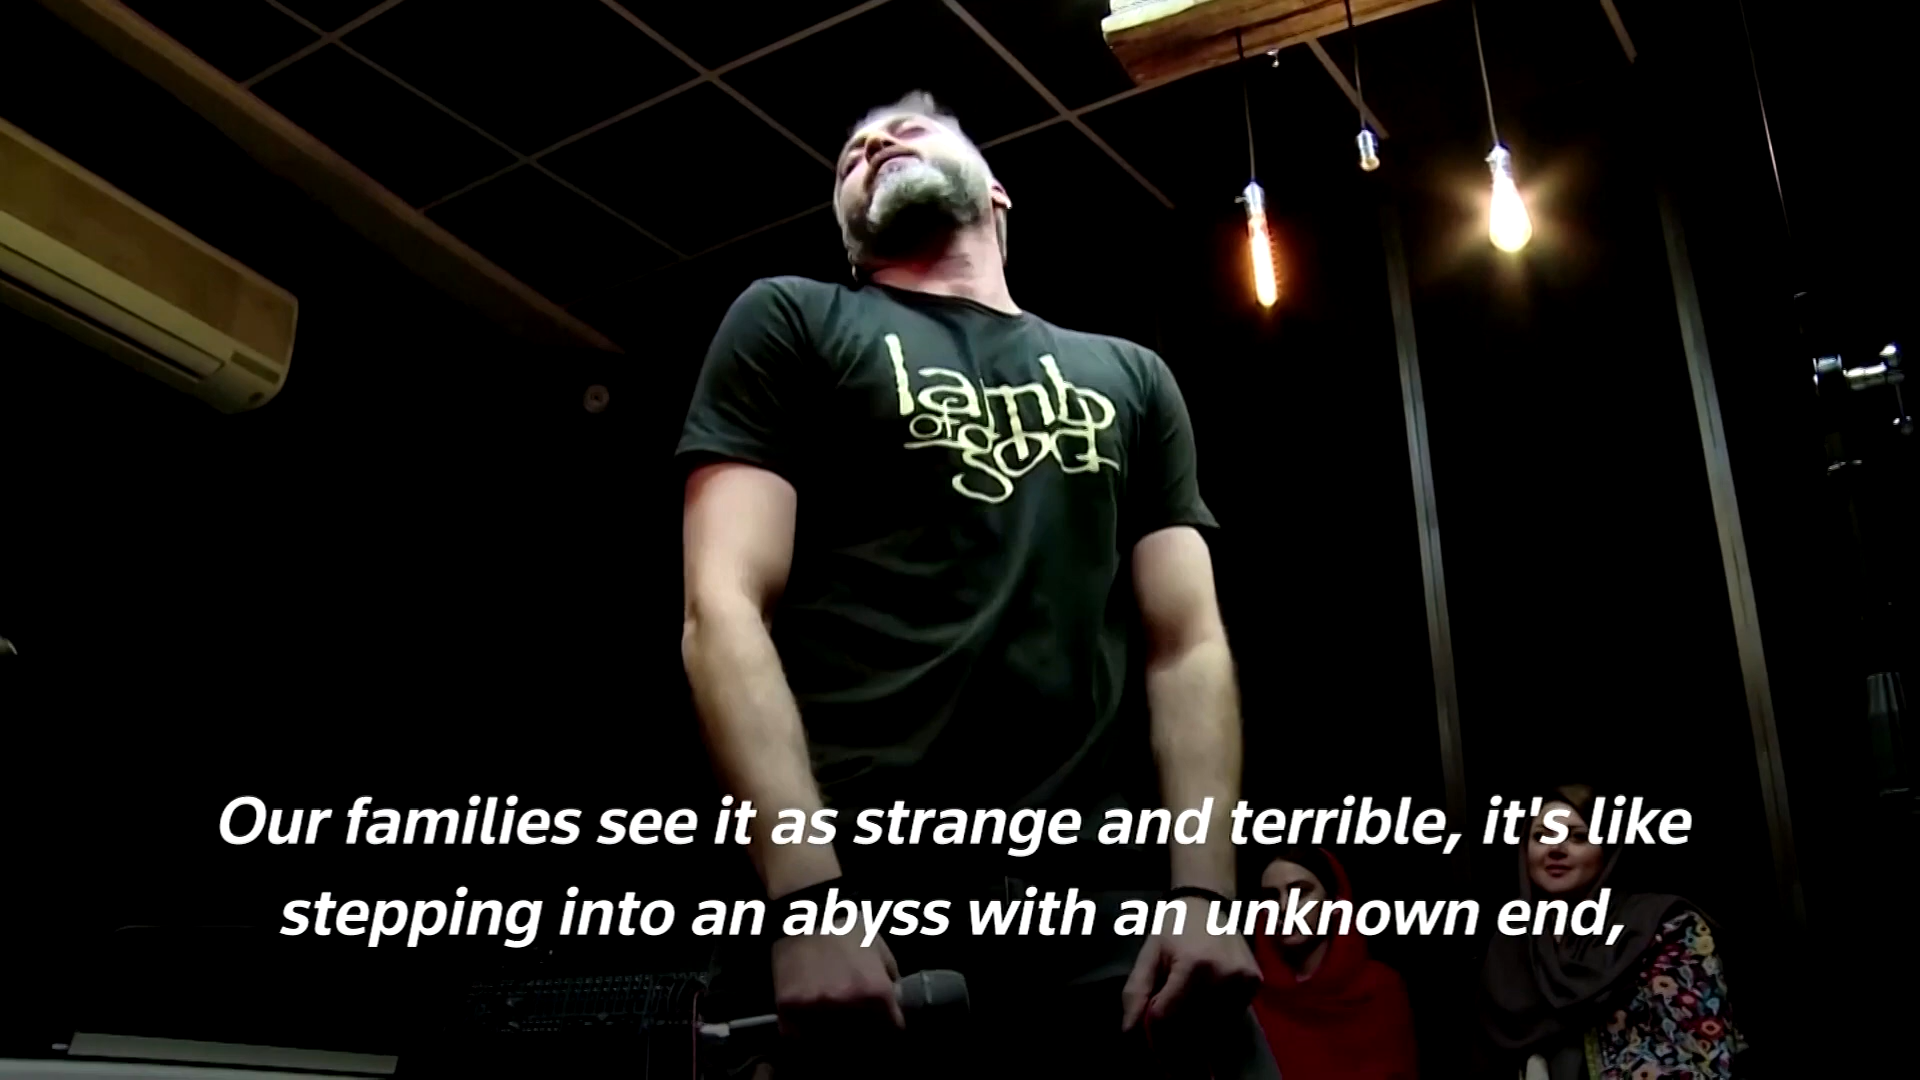 lamb
of god
Our families see it as strange and terrible, it's like
stepping into an abyss with an unknown end,